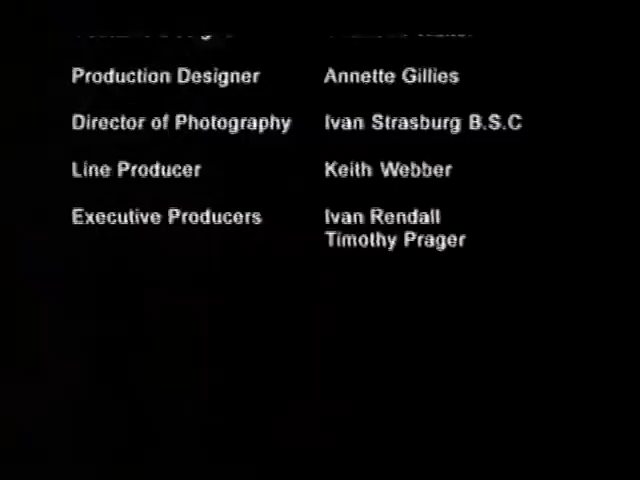 Production Designer Annette Gillies
Director of Photography Ivan Strasburg B.S.C
Line Producer Keith Webber
Executive Producers Ivan Rendall
Timothy Prager